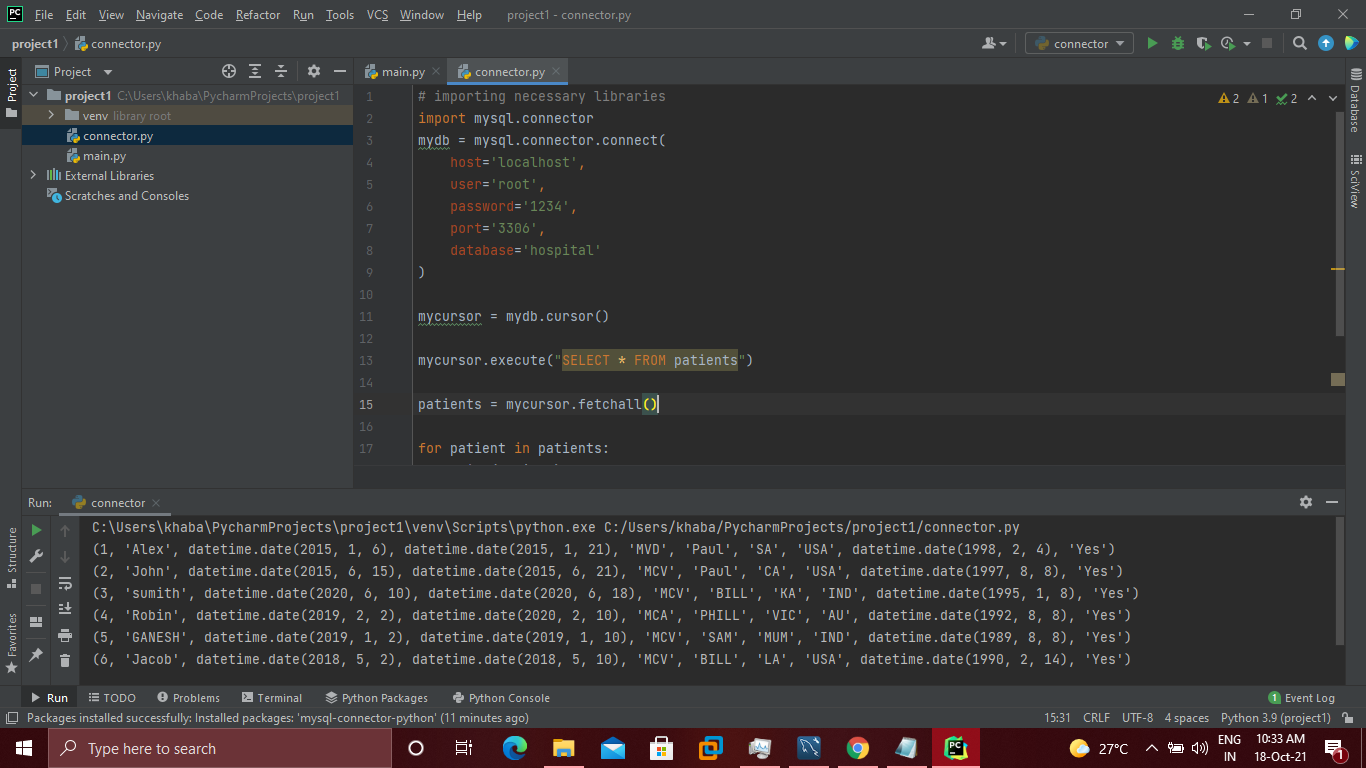 PC File Edit View Navigate Code Refactor Run Tools VCS Window Help project1 - connector.py
project1 connector.py connector
Project
main.py connector.py
project1 C:\Users\khaba\PycharmProjects\project1
venv library root
connector.py
main.py
External Libraries
Scratches and Consoles
Project
Structure
Favorites
Database
SciView
2 1 2
1 # importing necessary libraries
2 import mysql.connector
3 mydb = mysql.connector.connect(
4 host='localhost',
5 user='root',
6 password='1234',
7 port='3306',
8 database='hospital'
9 )
10
11 mycursor = mydb.cursor()
12
13 mycursor.execute("SELECT * FROM patients")
14
15 patients = mycursor.fetchall()
16
17 for patient in patients:
Run: connector
C:\Users\khaba\PycharmProjects\project1\venv\Scripts\python.exe C:/Users/khaba/PycharmProjects/project1/connector.py
(1, 'Alex', datetime.date(2015, 1, 6), datetime.date(2015, 1, 21), 'MVD', 'Paul', 'SA', 'USA', datetime.date(1998, 2, 4), 'Yes')
(2, 'John', datetime.date(2015, 6, 15), datetime.date(2015, 6, 21), 'MCV', 'Paul', 'CA', 'USA', datetime.date(1997, 8, 8), 'Yes')
(3, 'sumith', datetime.date(2020, 6, 10), datetime.date(2020, 6, 18), 'MCV', 'BILL', 'KA', 'IND', datetime.date(1995, 1, 8), 'Yes')
(4, 'Robin', datetime.date(2019, 2, 2), datetime.date(2020, 2, 10), 'MCA', 'PHILL', 'VIC', 'AU', datetime.date(1992, 8, 8), 'Yes')
(5, 'GANESH', datetime.date(2019, 1, 2), datetime.date(2019, 1, 10), 'MCV', 'SAM', 'MUM', 'IND', datetime.date(1989, 8, 8), 'Yes')
(6, 'Jacob', datetime.date(2018, 5, 2), datetime.date(2018, 5, 10), 'MCV', 'BILL', 'LA', 'USA', datetime.date(1990, 2, 14), 'Yes')
Run TODO Problems Terminal Python Packages Python Console 1 Event Log
Packages installed successfully: Installed packages: 'mysql-connector-python' (11 minutes ago) 15:31 CRLF UTF-8 4 spaces Python 3.9 (project1)
Type here to search PC 27°C ENG 10:33 AM
IN 18-Oct-21 1